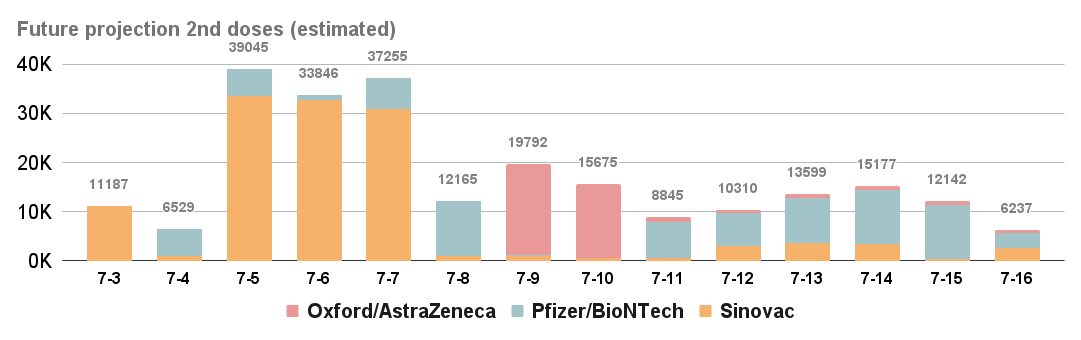 Future projection 2nd doses (estimated)
40K
30K
20K
10K
0K
11187
6529
39045
33846
37255
12165
19792
15675
8845
10310
13599
15177
12142
6237
7-3 7-4 7-5 7-6 7-7 7-8 7-9 7-10 7-11 7-12 7-13 7-14 7-15 7-16
Oxford/AstraZeneca Pfizer/BioNTech Sinovac